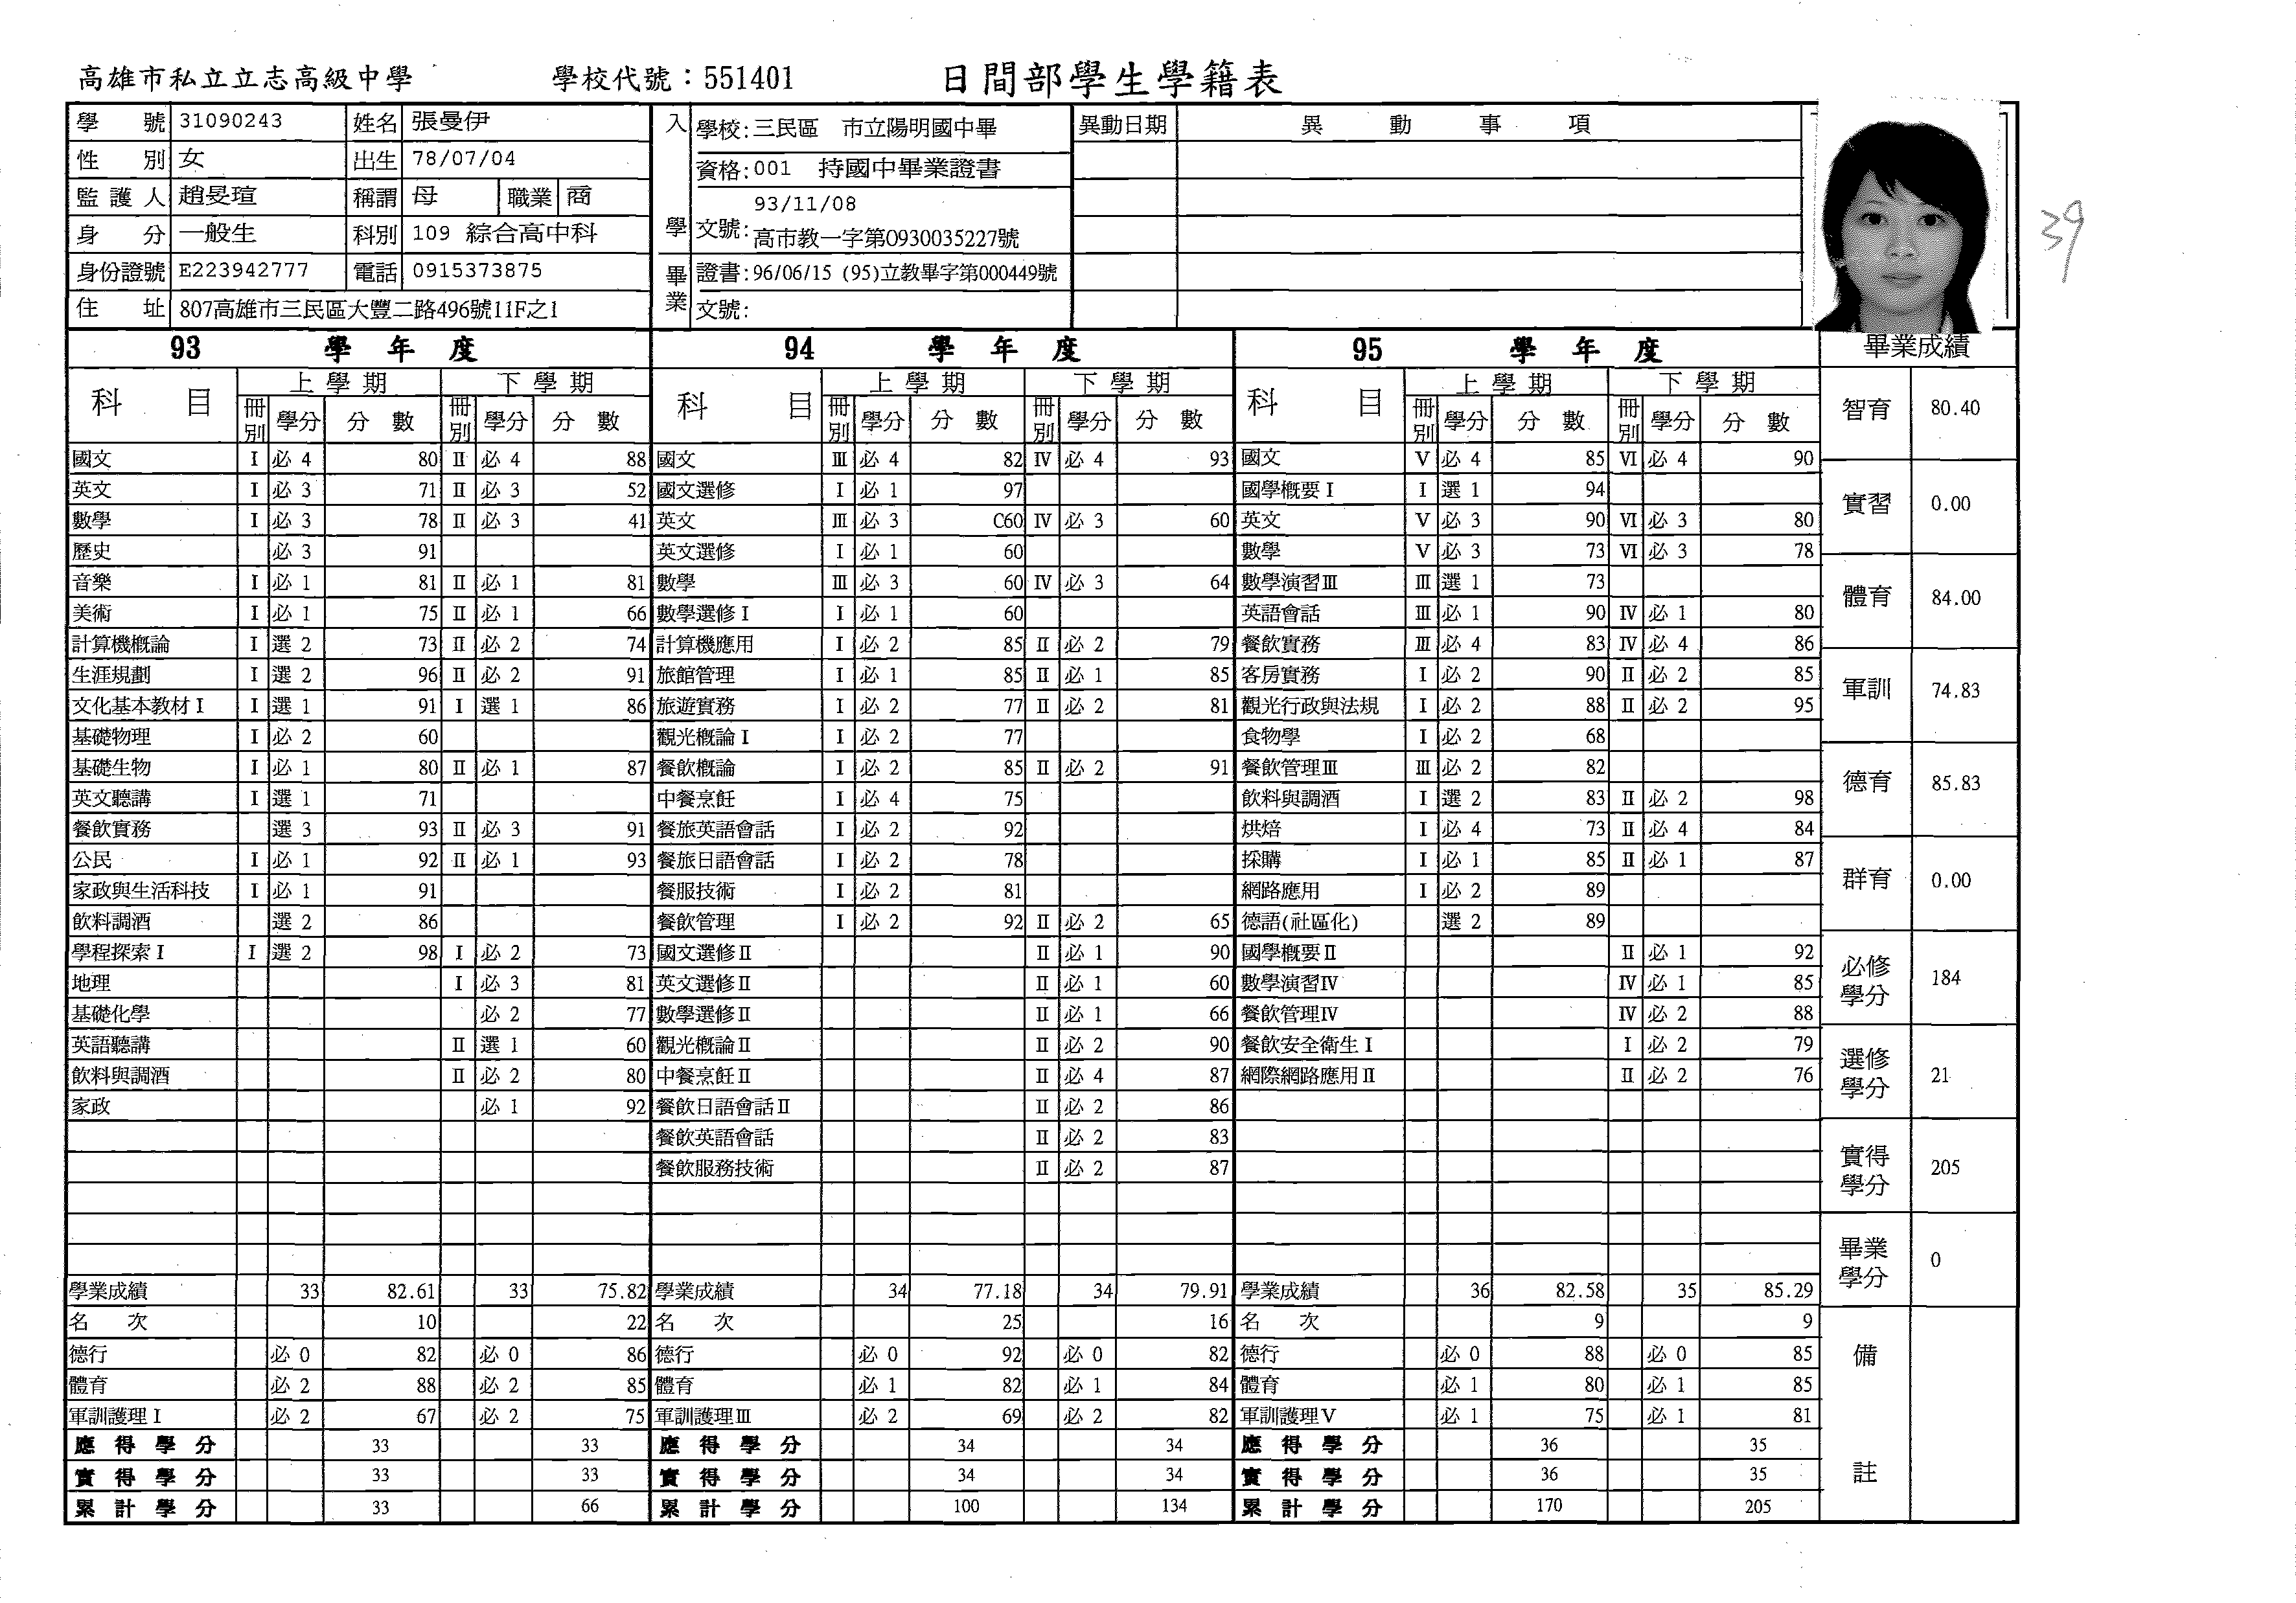 高雄市私立立志高級中學 學校代號：551401 日間部學生學籍表
學號 31090243 姓名 張曼伊 入學 學校:三民區 市立陽明國中畢 異動日期 異動事項
性別 女 出生 78/07/04 資格:001 持國中畢業證書
監護人 趙旻瑄 稱謂 母 職業 商 93/11/08
身分 一般生 科別 109 綜合高中科 文號:高市教一字第0930035227號
身份證號 E223942777 電話 0915373875 畢業 證書:96/06/15 (95)立教畢字第000449號
住址 807高雄市三民區大豐二路496號11F之1 文號:
39
93 學年度 94 學年度 95 學年度 畢業成績
科目 上學期 下學期 科目 上學期 下學期 科目 上學期 下學期
冊別 學分 分數 冊別 學分 分數 冊別 學分 分數 冊別 學分 分數 冊別 學分 分數 冊別 學分 分數 智育 80.40
國文 I 必 4 80 II 必 4 88 國文 III 必 4 82 IV 必 4 93 國文 V 必 4 85 VI 必 4 90
英文 I 必 3 71 II 必 3 52 國文選修 I 必 1 97 國學概要 I I 選 1 94 實習 0.00
數學 I 必 3 78 II 必 3 41 英文 III 必 3 C60 IV 必 3 60 英文 V 必 3 90 VI 必 3 80
歷史 必 3 91 英文選修 I 必 1 60 數學 V 必 3 73 VI 必 3 78
音樂 I 必 1 81 II 必 1 81 數學 III 必 3 60 IV 必 3 64 數學演習III III 選 1 73 體育 84.00
美術 I 必 1 75 II 必 1 66 數學選修 I I 必 1 60 英語會話 III 必 1 90 IV 必 1 80
計算機概論 I 選 2 73 II 必 2 74 計算機應用 I 必 2 85 II 必 2 79 餐飲實務 III 必 4 83 IV 必 4 86
生涯規劃 I 選 2 96 II 必 2 91 旅館管理 I 必 1 85 II 必 1 85 客房實務 I 必 2 90 II 必 2 85 軍訓 74.83
文化基本教材 I I 選 1 91 I 選 1 86 旅遊實務 I 必 2 77 II 必 2 81 觀光行政與法規 I 必 2 88 II 必 2 95
基礎物理 I 必 2 60 觀光概論 I I 必 2 77 食物學 I 必 2 68
基礎生物 I 必 1 80 II 必 1 87 餐飲概論 I 必 2 85 II 必 2 91 餐飲管理III III 必 2 82 德育 85.83
英文聽講 I 選 1 71 中餐烹飪 I 必 4 75 飲料與調酒 I 選 2 83 II 必 2 98
餐飲實務 選 3 93 II 必 3 91 餐旅英語會話 I 必 2 92 烘焙 I 必 4 73 II 必 4 84
公民 I 必 1 92 II 必 1 93 餐旅日語會話 I 必 2 78 採購 I 必 1 85 II 必 1 87 群育 0.00
家政與生活科技 I 必 1 91 餐服技術 I 必 2 81 網路應用 I 必 2 89
飲料調酒 選 2 86 餐飲管理 I 必 2 92 II 必 2 65 德語(社區化) 選 2 89
學程探索 I I 選 2 98 I 必 2 73 國文選修 II II 必 1 90 國學概要 II II 必 1 92 必修學分 184
地理 I 必 3 81 英文選修 II II 必 1 60 數學演習IV IV 必 1 85
基礎化學 必 2 77 數學選修 II II 必 1 66 餐飲管理IV IV 必 2 88
英語聽講 II 選 1 60 觀光概論 II II 必 2 90 餐飲安全衛生 I I 必 2 79 選修學分 21
飲料與調酒 II 必 2 80 中餐烹飪 II II 必 4 87 網際網路應用 II II 必 2 76
家政 必 1 92 餐飲日語會話 II II 必 2 86
餐飲英語會話 II 必 2 83 實得學分 205
餐飲服務技術 II 必 2 87
畢業學分 0
學業成績 33 82.61 33 75.82 學業成績 34 77.18 34 79.91 學業成績 36 82.58 35 85.29
名次 10 22 名次 25 16 名次 9 9
德行 必 0 82 必 0 86 德行 必 0 92 必 0 82 德行 必 0 88 必 0 85 備註
體育 必 2 88 必 2 85 體育 必 1 82 必 1 84 體育 必 1 80 必 1 85
軍訓護理 I 必 2 67 必 2 75 軍訓護理III 必 2 69 必 2 82 軍訓護理 V 必 1 75 必 1 81
應得學分 33 33 應得學分 34 34 應得學分 36 35
實得學分 33 33 實得學分 34 34 實得學分 36 35
累計學分 33 66 累計學分 100 134 累計學分 170 205